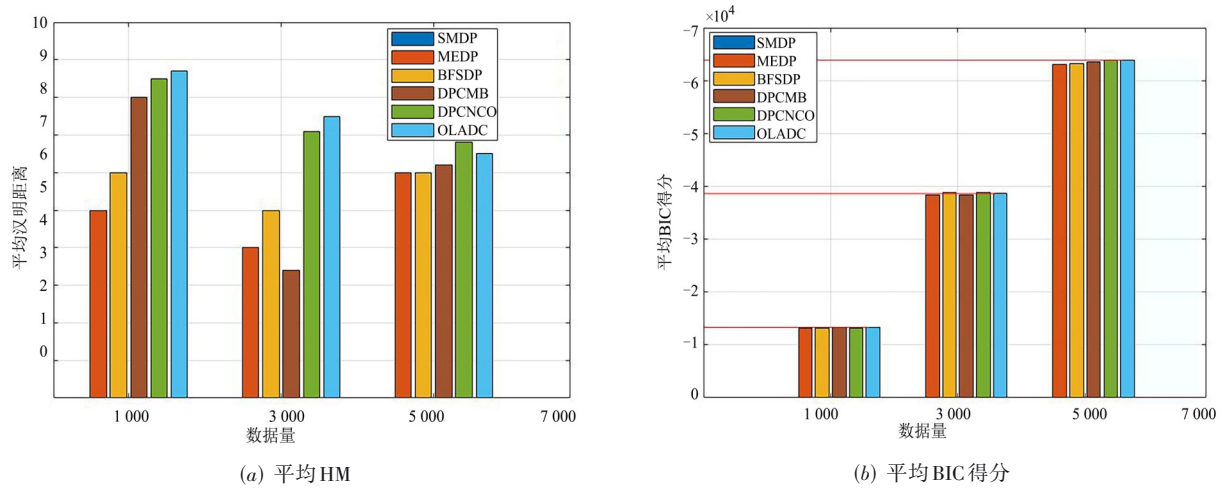 10
9
8
7
6
5
4
3
2
1
0
平均汉明距离
SMDP
MEDP
BFSDP
DPCMB
DPCNCO
OLADC
1 000 3 000 5 000 7 000
数据量
(a) 平均HM
×10⁴
-7
-6
-5
-4
-3
-2
-1
0
平均BIC得分
SMDP
MEDP
BFSDP
DPCMB
DPCNCO
OLADC
1 000 3 000 5 000 7 000
数据量
(b) 平均BIC得分